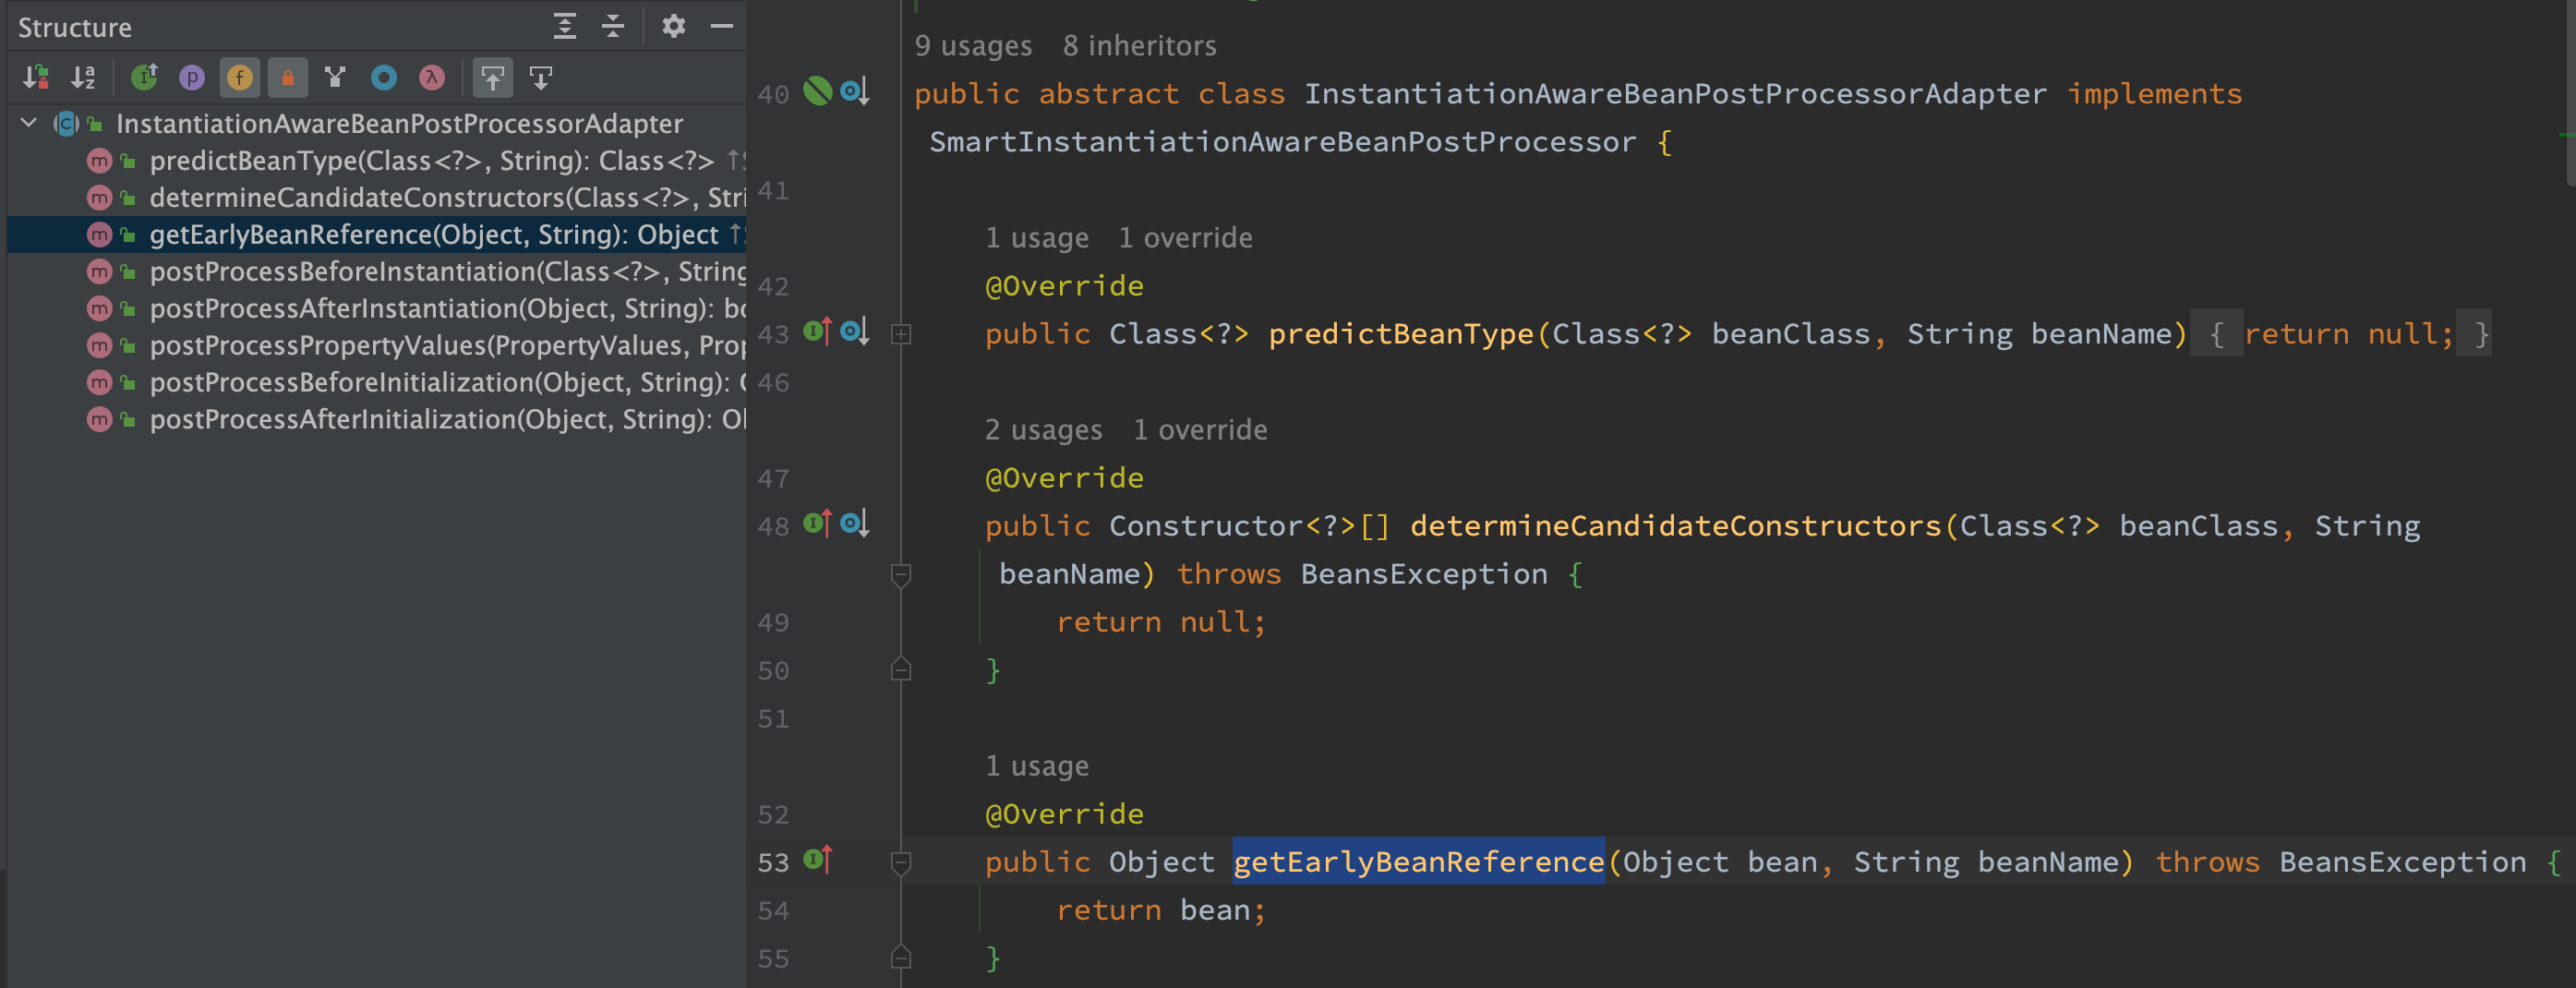 Structure
InstantiationAwareBeanPostProcessorAdapter
predictBeanType(Class<?>, String): Class<?> ↑S
determineCandidateConstructors(Class<?>, Stri
getEarlyBeanReference(Object, String): Object ↑S
postProcessBeforeInstantiation(Class<?>, String
postProcessAfterInstantiation(Object, String): bo
postProcessPropertyValues(PropertyValues, Prop
postProcessBeforeInitialization(Object, String): O
postProcessAfterInitialization(Object, String): Ol
9 usages 8 inheritors
40 public abstract class InstantiationAwareBeanPostProcessorAdapter implements
SmartInstantiationAwareBeanPostProcessor {
41
1 usage 1 override
42 @Override
43 public Class<?> predictBeanType(Class<?> beanClass, String beanName) { return null; }
46
2 usages 1 override
47 @Override
48 public Constructor<?>[] determineCandidateConstructors(Class<?> beanClass, String
beanName) throws BeansException {
49 return null;
50 }
51
1 usage
52 @Override
53 public Object getEarlyBeanReference(Object bean, String beanName) throws BeansException {
54 return bean;
55 }